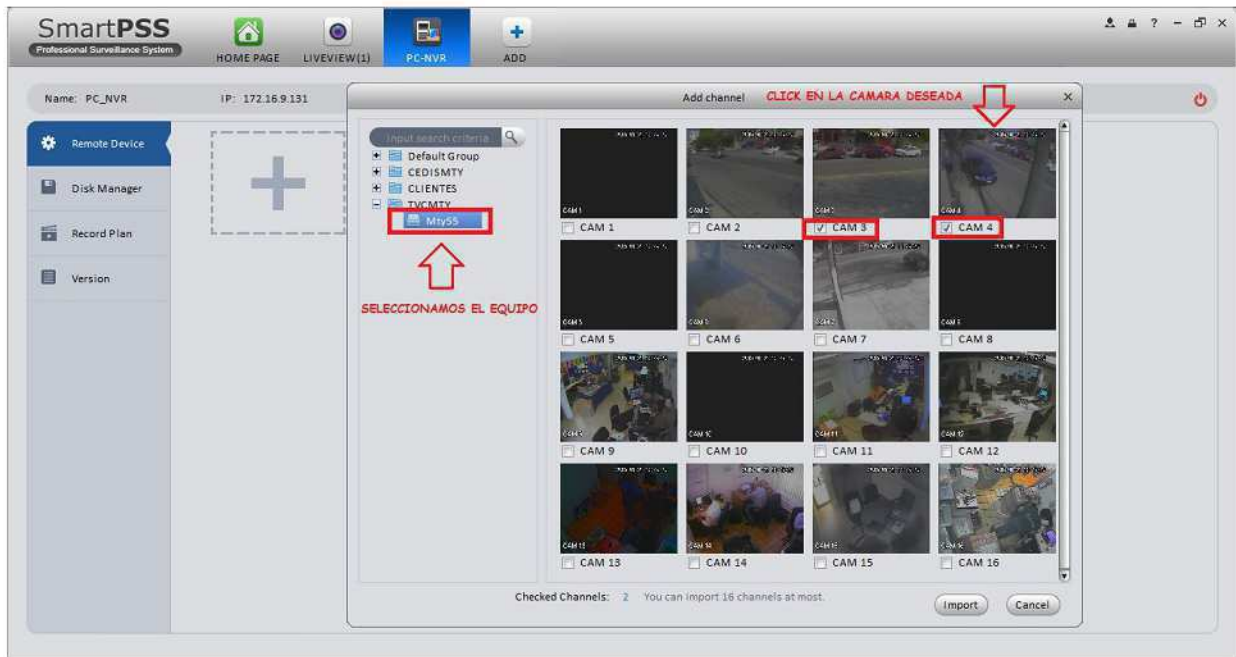 SmartPSS
Professional Surveillance System
HOME PAGE
LIVEVIEW(1)
PC-NVR
ADD
Name: PC_NVR
IP: 172.16.9.131
Remote Device
Disk Manager
Record Plan
Version
Add channel
CLICK EN LA CAMARA DESEADA
Input search criteria
Default Group
CEDISMTY
CLIENTES
TVCMTY
Mty55
SELECCIONAMOS EL EQUIPO
CAM 1
CAM 2
CAM 3
CAM 4
CAM 5
CAM 6
CAM 7
CAM 8
CAM 9
CAM 10
CAM 11
CAM 12
CAM 13
CAM 14
CAM 15
CAM 16
Checked Channels: 2 You can import 16 channels at most.
Import
Cancel